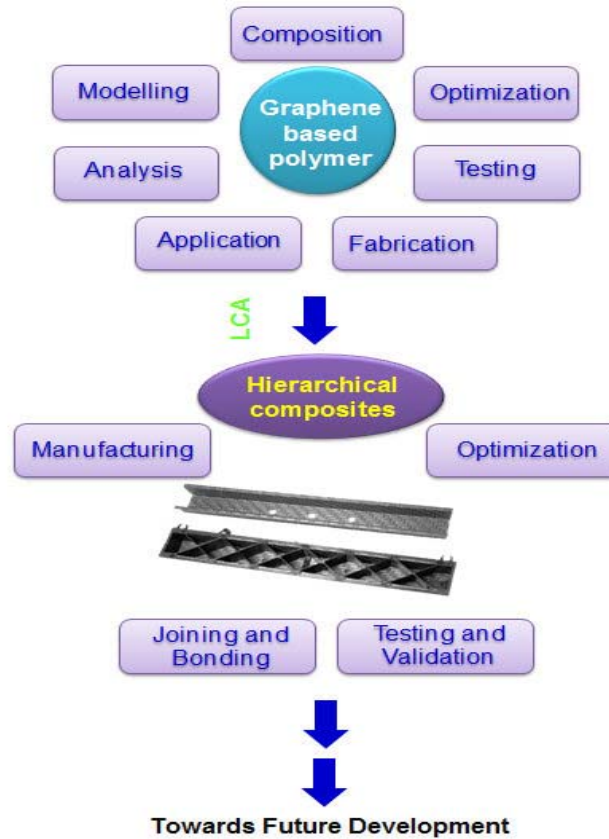 Composition
Modelling
Graphene
based
polymer
Optimization
Analysis
Testing
Application
Fabrication
LCA
Hierarchical
composites
Manufacturing
Optimization
Joining and
Bonding
Testing and
Validation
Towards Future Development